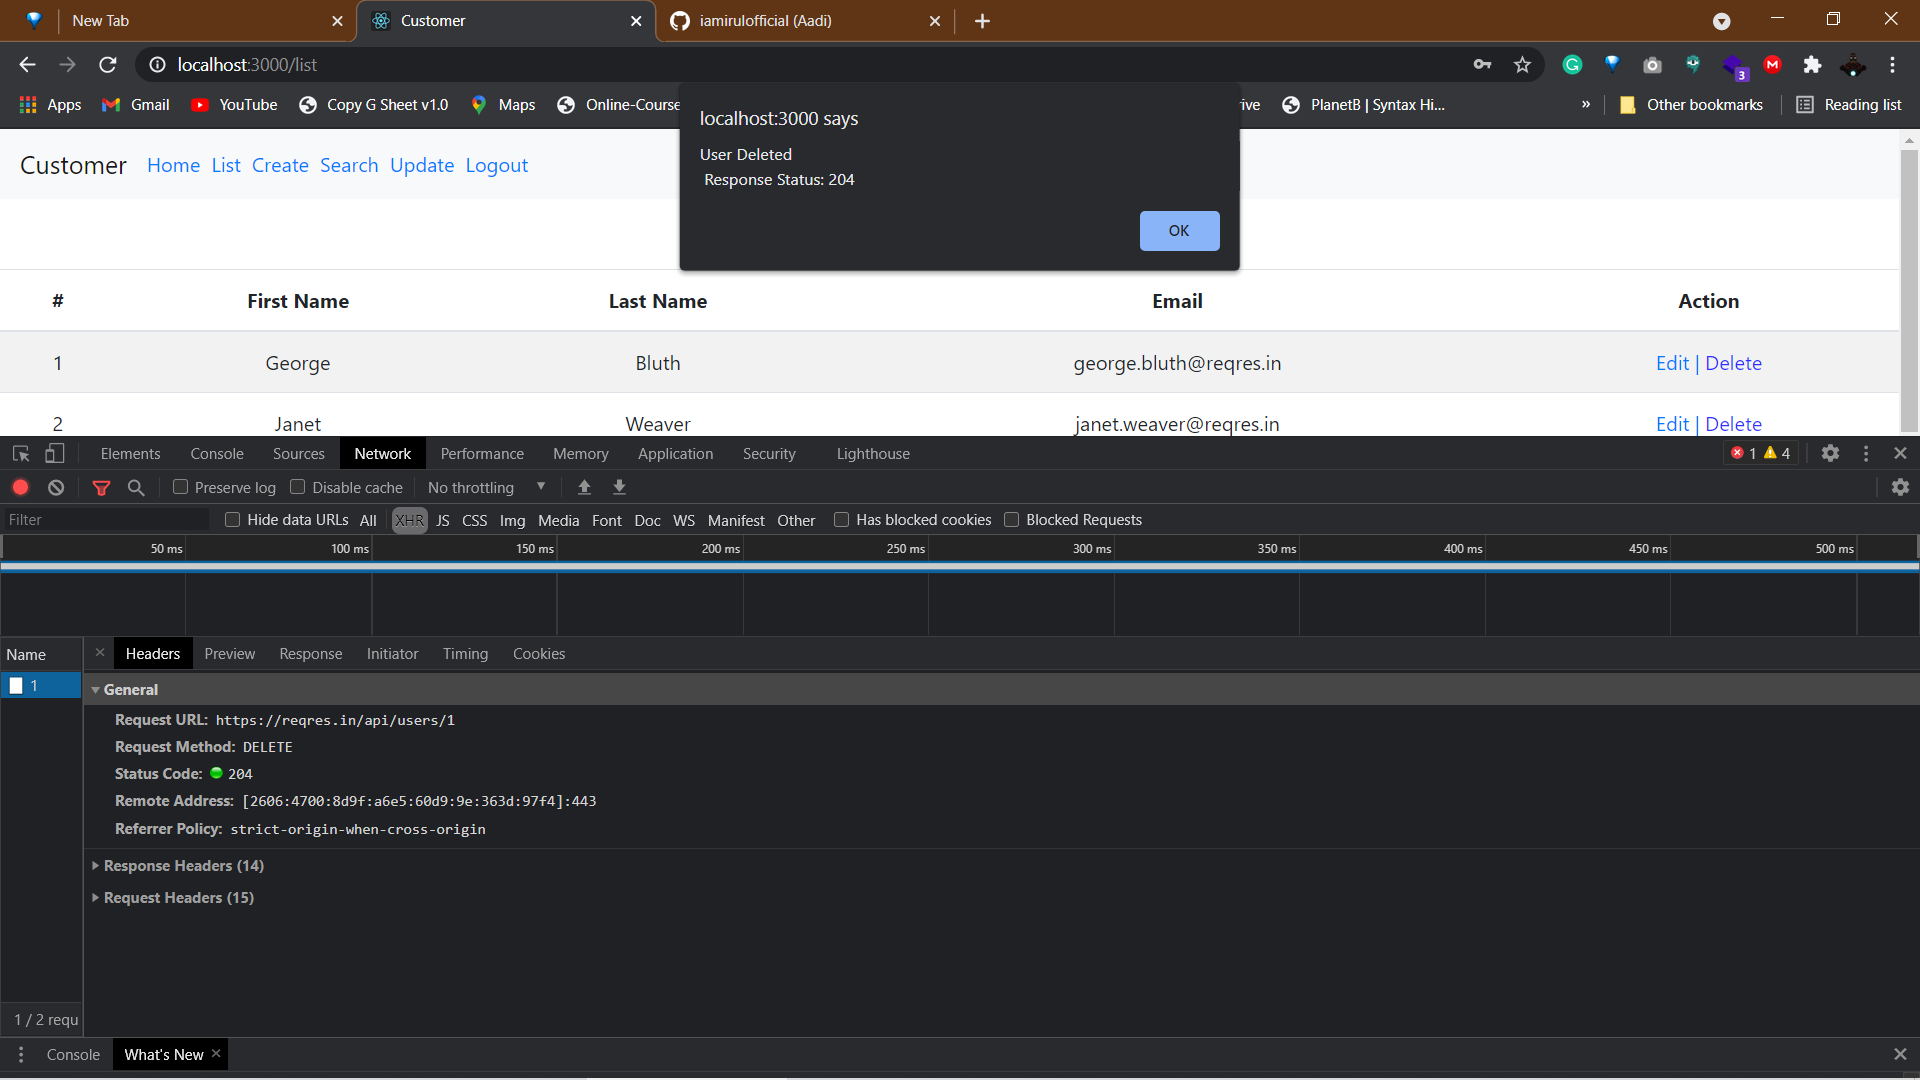 New Tab
Customer
iamirulofficial (Aadi)
localhost:3000/list
3
Apps
Gmail
YouTube
Copy G Sheet v1.0
Maps
Online-Course
rive
PlanetB | Syntax Hi...
»
Other bookmarks
Reading list
localhost:3000 says
User Deleted
Response Status: 204
OK
Customer Home List Create Search Update Logout
# First Name Last Name Email Action
1 George Bluth george.bluth@reqres.in Edit | Delete
2 Janet Weaver janet.weaver@reqres.in Edit | Delete
Elements Console Sources Network Performance Memory Application Security Lighthouse 1 4
Preserve log Disable cache No throttling
Filter Hide data URLs All XHR JS CSS Img Media Font Doc WS Manifest Other Has blocked cookies Blocked Requests
50 ms 100 ms 150 ms 200 ms 250 ms 300 ms 350 ms 400 ms 450 ms 500 ms
Name Headers Preview Response Initiator Timing Cookies
1
General
Request URL: https://reqres.in/api/users/1
Request Method: DELETE
Status Code: 204
Remote Address: [2606:4700:8d9f:a6e5:60d9:9e:363d:97f4]:443
Referrer Policy: strict-origin-when-cross-origin
Response Headers (14)
Request Headers (15)
1 / 2 requ
Console What's New